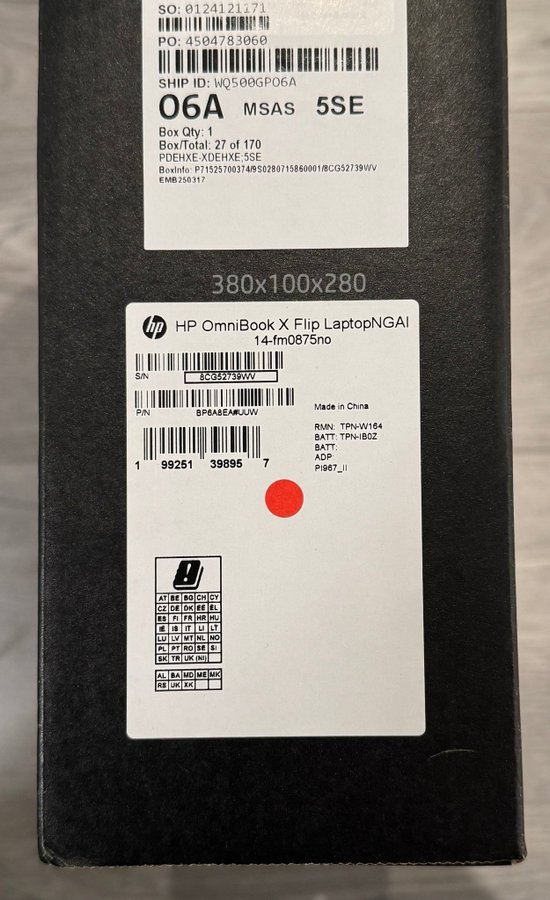 SO: 0124121171
PO: 4504783060
SHIP ID: WQ500GP06A
06A MSAS 5SE
Box Qty: 1
Box/Total: 27 of 170
PDEHXE-XDEHXE;5SE
BoxInfo: P71525700374/9S0280715860001/8CG52739WV
EMB250317
380x100x280
hp HP OmniBook X Flip LaptopNGAI
14-fm0875no
S/N 8CG52739WV
P/N BP6A8EA#UUW
Made in China
RMN: TPN-W164
BATT: TPN-IB0Z
BATT:
ADP
PI967_II
1 99251 39895 7
AT BE BG CH CY
CZ DE DK EE EL
ES FI FR HR HU
IE IS IT LI LT
LU LV MT NL NO
PL PT RO SE SI
SK TR UK (NI)
AL BA MD ME MK
RS UK XK